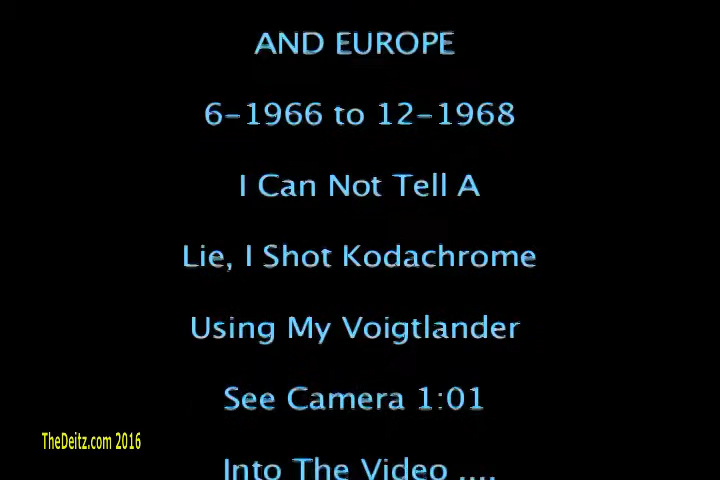 AND EUROPE
6-1966 to 12-1968
I Can Not Tell A
Lie, I Shot Kodachrome
Using My Voigtlander
See Camera 1:01
TheDeitz.com 2016
Into The Video ....